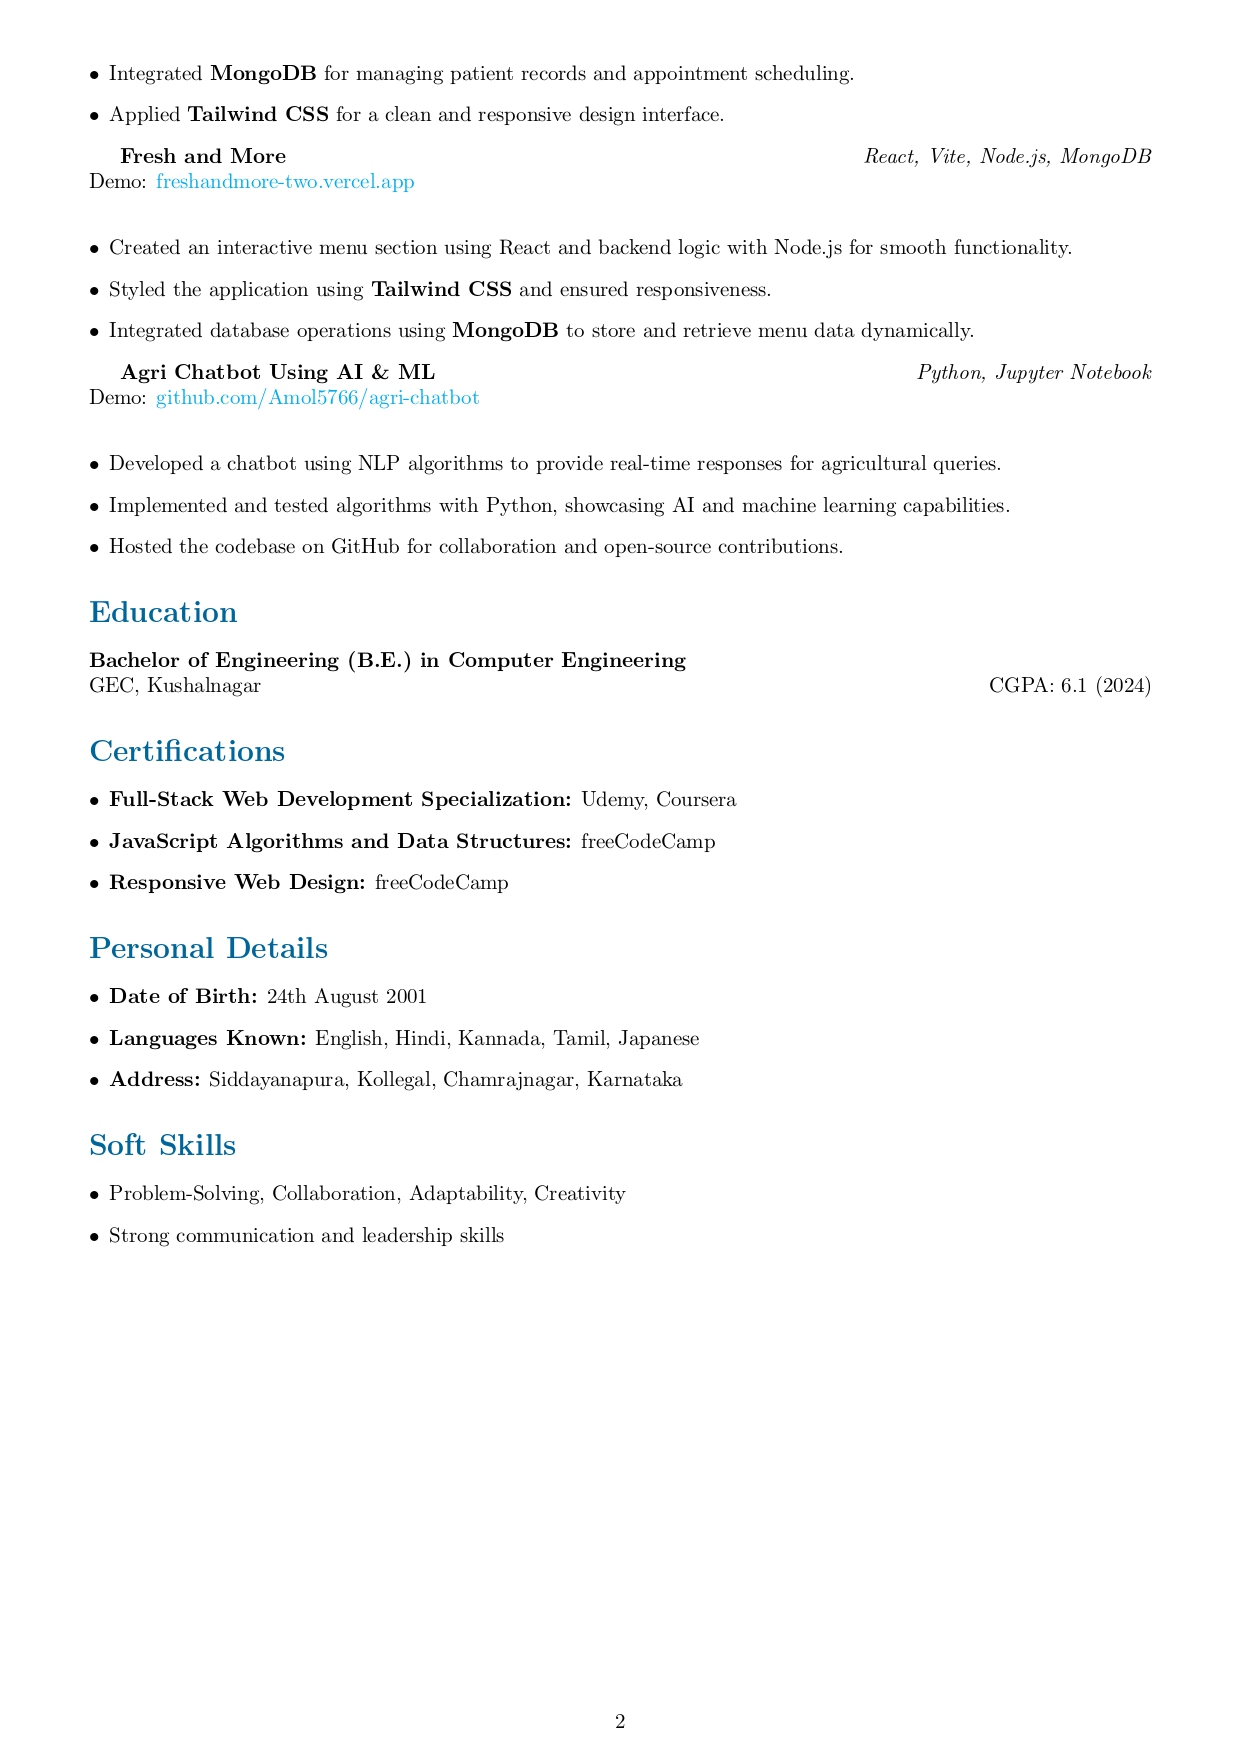 • Integrated MongoDB for managing patient records and appointment scheduling.
• Applied Tailwind CSS for a clean and responsive design interface.
Fresh and More React, Vite, Node.js, MongoDB
Demo: freshandmore-two.vercel.app
• Created an interactive menu section using React and backend logic with Node.js for smooth functionality.
• Styled the application using Tailwind CSS and ensured responsiveness.
• Integrated database operations using MongoDB to store and retrieve menu data dynamically.
Agri Chatbot Using AI & ML Python, Jupyter Notebook
Demo: github.com/Amol5766/agri-chatbot
• Developed a chatbot using NLP algorithms to provide real-time responses for agricultural queries.
• Implemented and tested algorithms with Python, showcasing AI and machine learning capabilities.
• Hosted the codebase on GitHub for collaboration and open-source contributions.
Education
Bachelor of Engineering (B.E.) in Computer Engineering
GEC, Kushalnagar CGPA: 6.1 (2024)
Certifications
• Full-Stack Web Development Specialization: Udemy, Coursera
• JavaScript Algorithms and Data Structures: freeCodeCamp
• Responsive Web Design: freeCodeCamp
Personal Details
• Date of Birth: 24th August 2001
• Languages Known: English, Hindi, Kannada, Tamil, Japanese
• Address: Siddayanapura, Kollegal, Chamrajnagar, Karnataka
Soft Skills
• Problem-Solving, Collaboration, Adaptability, Creativity
• Strong communication and leadership skills
2